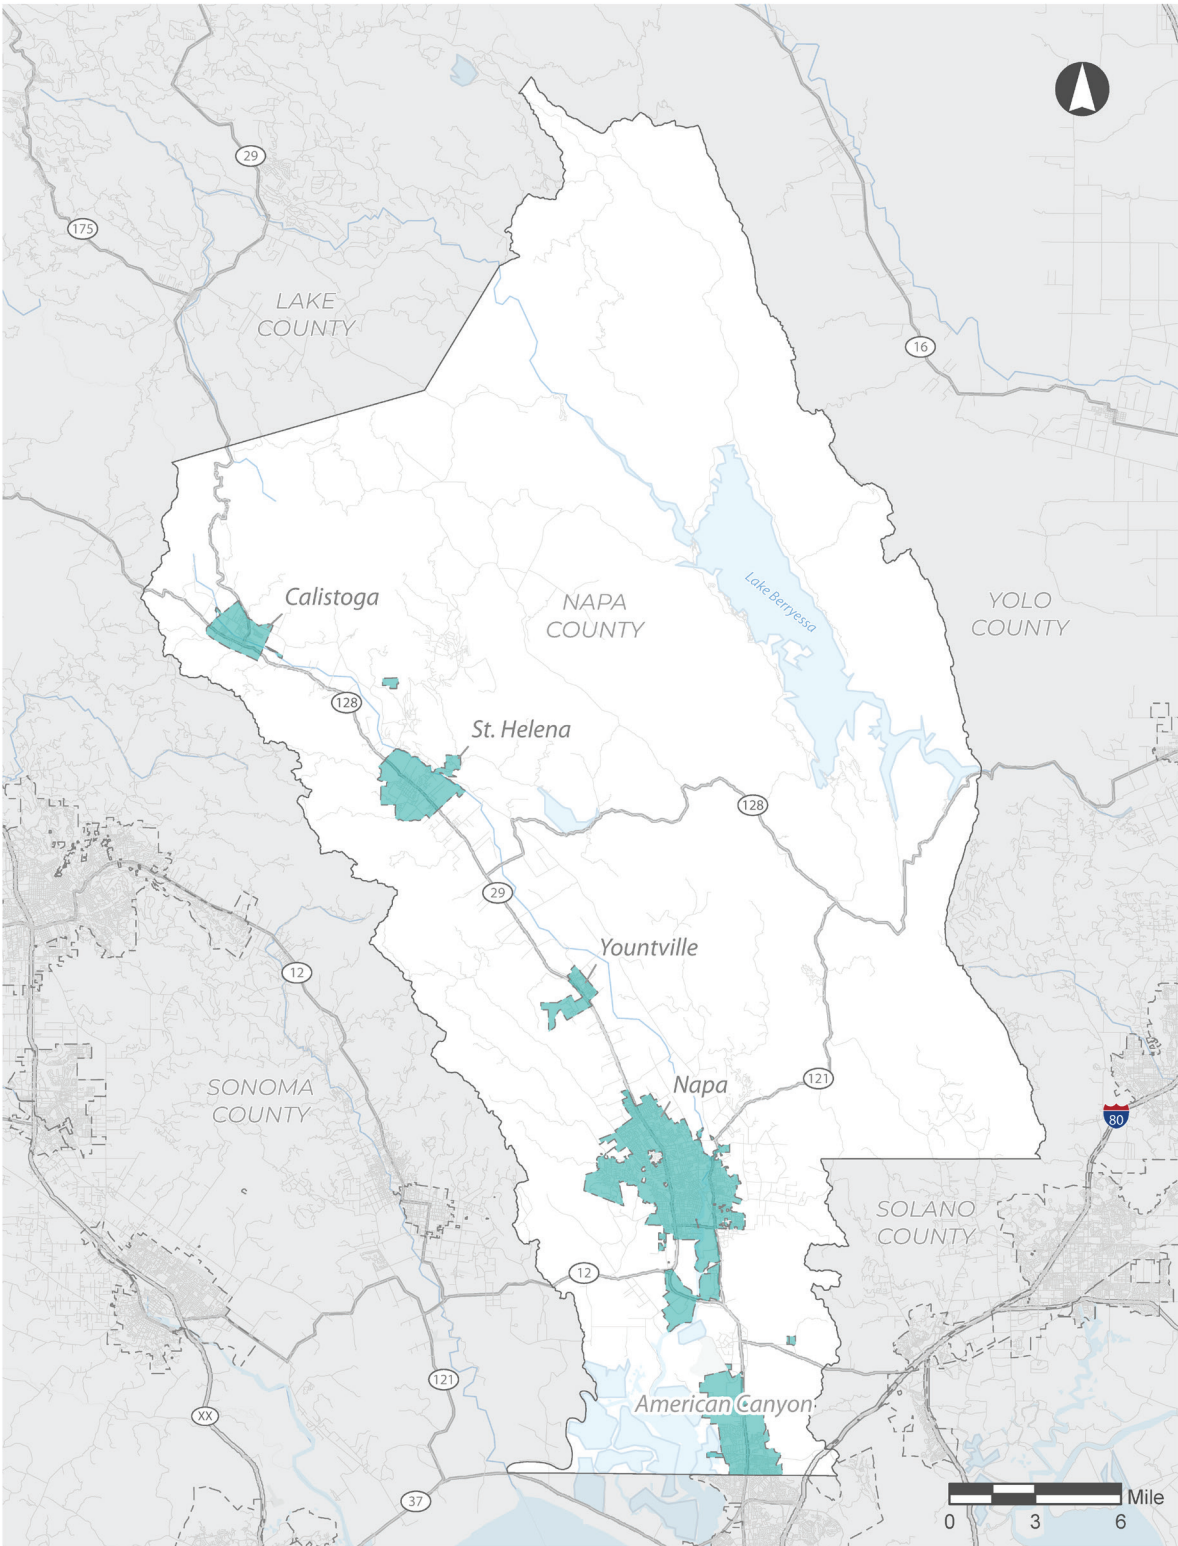 29
175
LAKE
COUNTY
16
Calistoga
NAPA
COUNTY
Lake Berryessa
YOLO
COUNTY
128
St. Helena
128
29
Yountville
12
SONOMA
COUNTY
Napa
121
80
SOLANO
COUNTY
12
121
American Canyon
XX
37
Mile
0
3
6